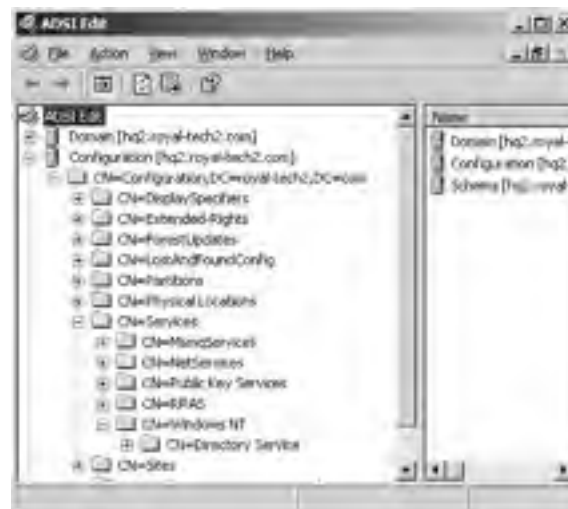 ADSI Edit
File Action View Window Help
ADSI Edit
Domain [hq2.royal-tech2.com]
Configuration [hq2.royal-tech2.com]
CN=Configuration,DC=royal-tech2,DC=com
CN=DisplaySpecifiers
CN=Extended-Rights
CN=ForestUpdates
CN=LostAndFoundConfig
CN=Partitions
CN=Physical Locations
CN=Services
CN=MsmqServices
CN=NetServices
CN=Public Key Services
CN=RRAS
CN=Windows NT
CN=Directory Service
CN=Sites
Name
Domain [hq2.royal-
Configuration [hq2.
Schema [hq2.royal